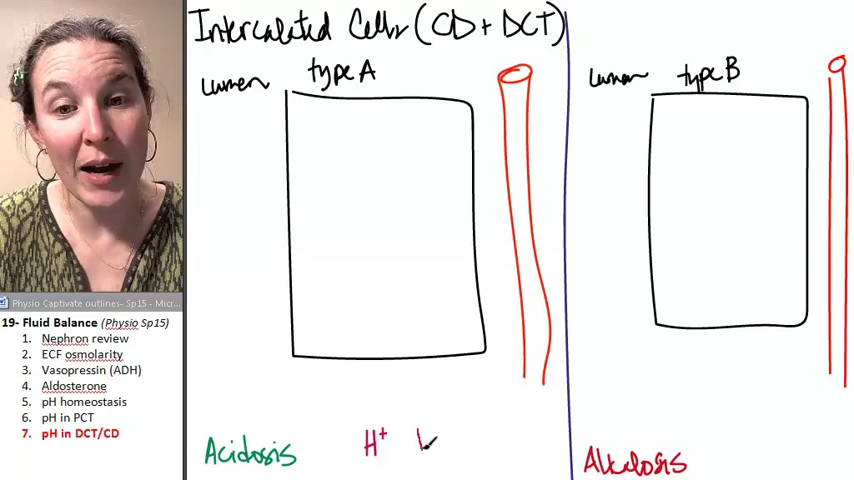 Intercalated Cells (CD + DCT)
lumen type A
lumen type B
Physio Captivate outlines- Sp15 - Micr...
19- Fluid Balance (Physio Sp15)
1. Nephron review
2. ECF osmolarity
3. Vasopressin (ADH)
4. Aldosterone
5. pH homeostasis
6. pH in PCT
7. pH in DCT/CD
Acidosis H+
Alkalosis